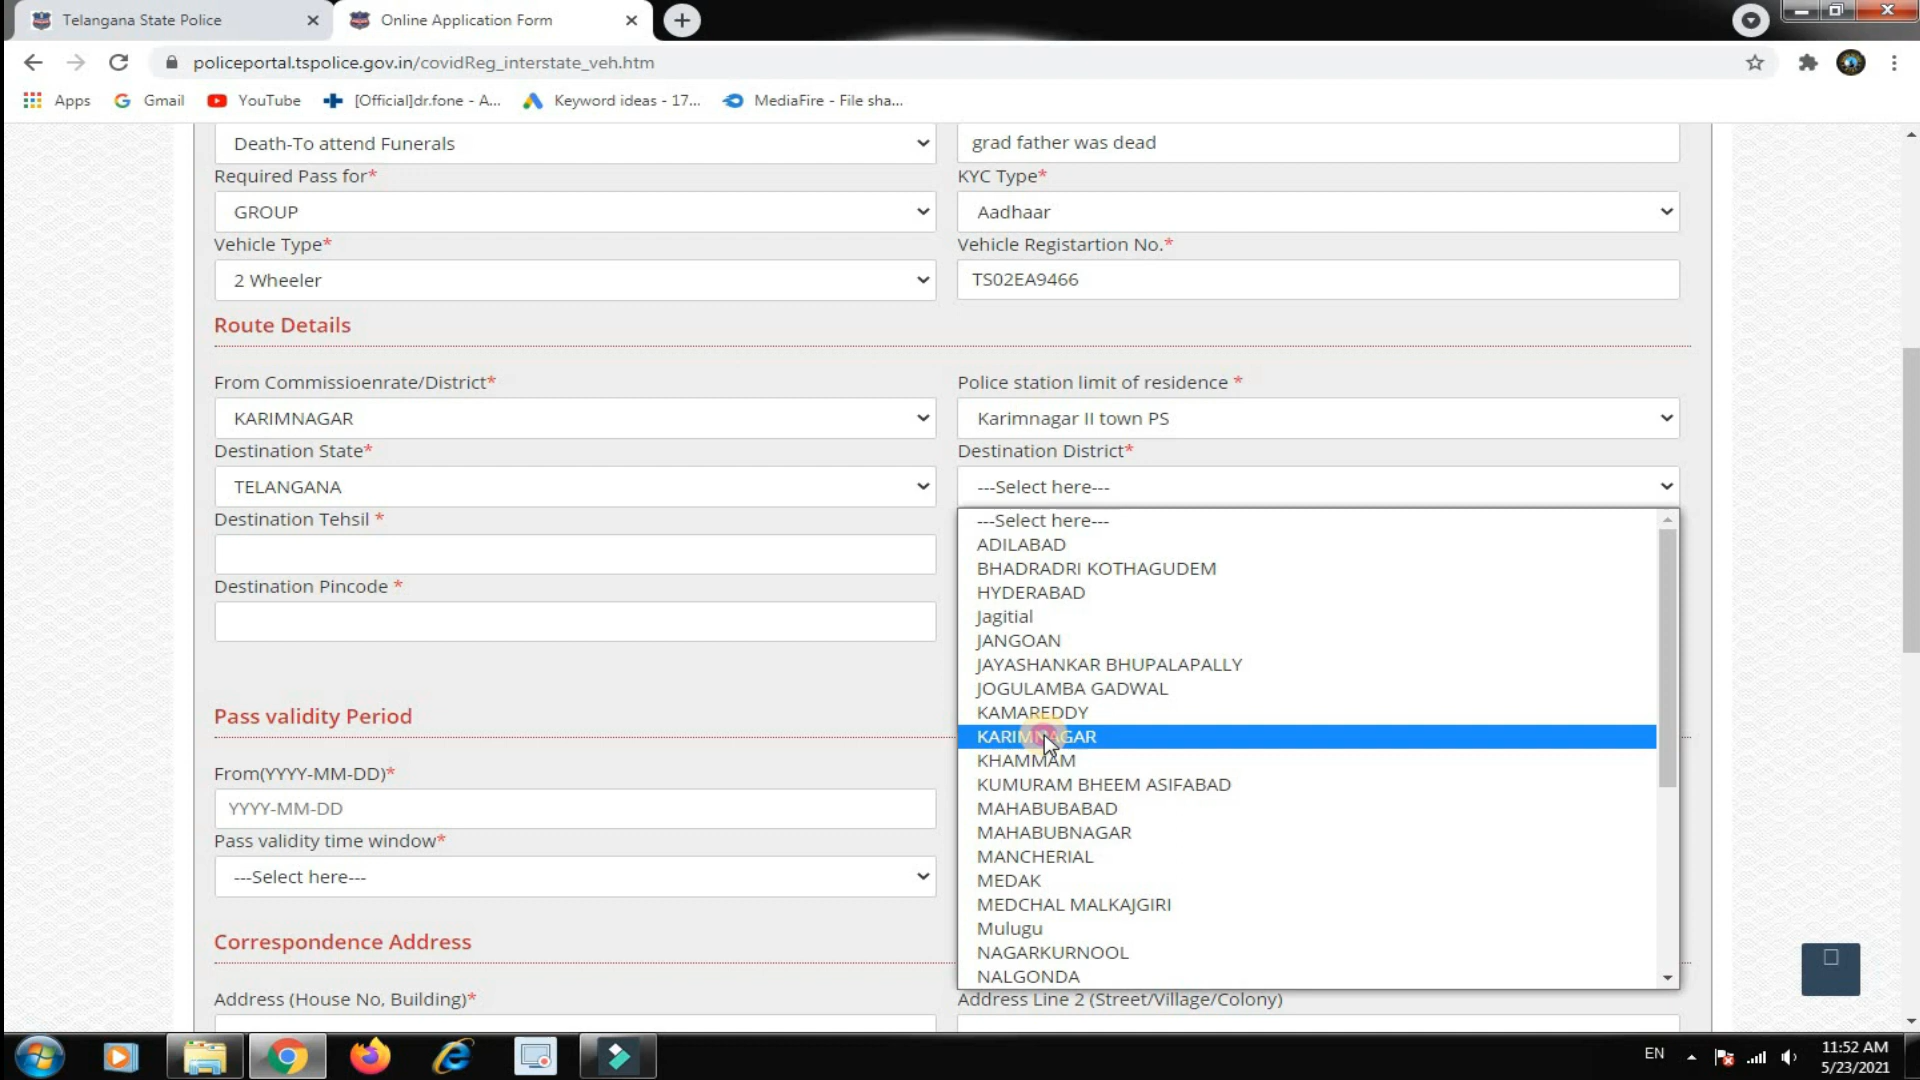 Telangana State Police
Online Application Form
policeportal.tspolice.gov.in/covidReg_interstate_veh.htm
Apps Gmail YouTube [Official]dr.fone - A... Keyword ideas - 17... MediaFire - File sha...
Death-To attend Funerals
grad father was dead
Required Pass for*
KYC Type*
GROUP
Aadhaar
Vehicle Type*
Vehicle Registartion No.*
2 Wheeler
TS02EA9466
Route Details
From Commissioenrate/District*
Police station limit of residence *
KARIMNAGAR
Karimnagar II town PS
Destination State*
Destination District*
TELANGANA
---Select here---
Destination Tehsil *
Destination Pincode *
---Select here---
ADILABAD
BHADRADRI KOTHAGUDEM
HYDERABAD
Jagitial
JANGOAN
JAYASHANKAR BHUPALAPALLY
JOGULAMBA GADWAL
KAMAREDDY
KARIMNAGAR
KHAMMAM
KUMURAM BHEEM ASIFABAD
MAHABUBABAD
MAHABUBNAGAR
MANCHERIAL
MEDAK
MEDCHAL MALKAJGIRI
Mulugu
NAGARKURNOOL
NALGONDA
Pass validity Period
From(YYYY-MM-DD)*
YYYY-MM-DD
Pass validity time window*
---Select here---
Correspondence Address
Address (House No, Building)*
Address Line 2 (Street/Village/Colony)
EN
11:52 AM
5/23/2021